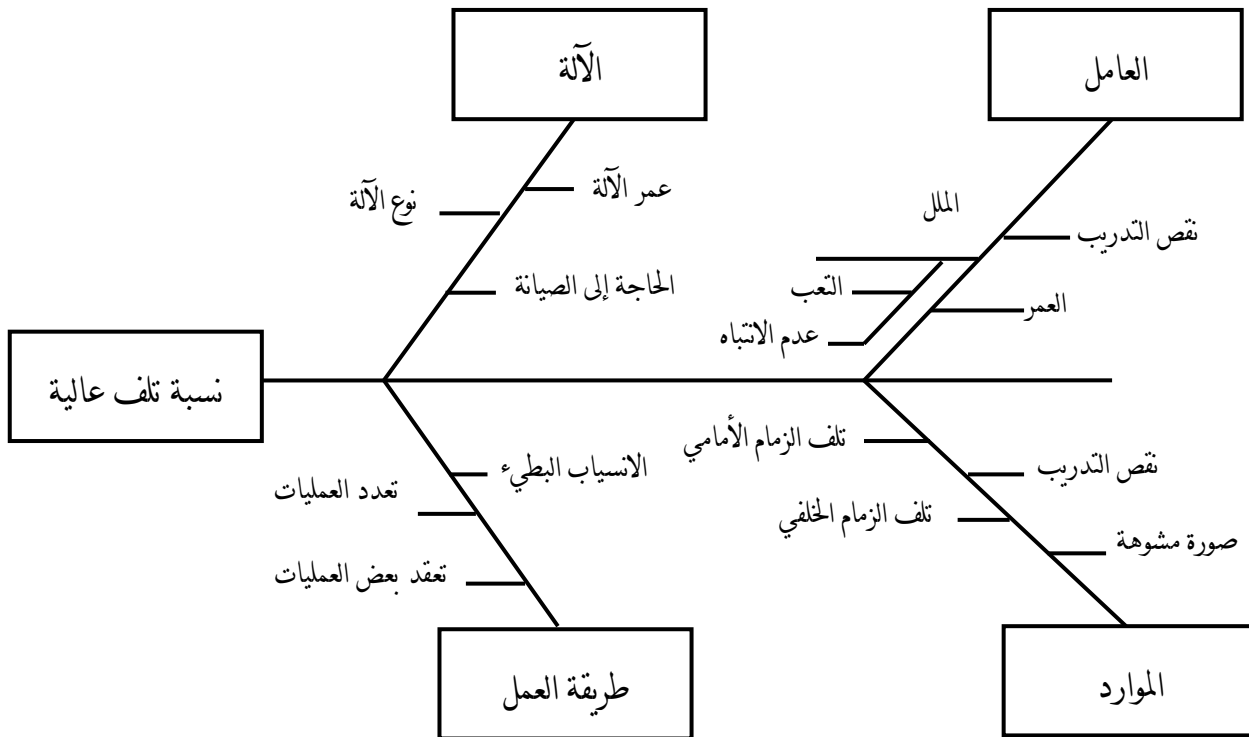 العامل
الآلة
نقص التدريب
الملل
التعب
العمر
عدم الانتباه
عمر الآلة
نوع الآلة
الحاجة إلى الصيانة
نسبة تلف عالية
تلف الزمام الأمامي
نقص التدريب
تلف الزمام الخلفي
صورة مشوهة
الانسياب البطيء
تعدد العمليات
تعقد بعض العمليات
الموارد
طريقة العمل